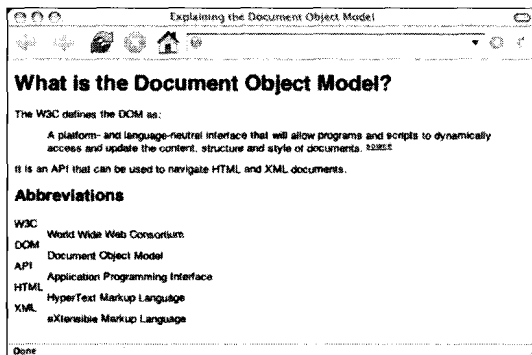 Explaining the Document Object Model
What is the Document Object Model?
The W3C defines the DOM as:
A platform- and language-neutral interface that will allow programs and scripts to dynamically
access and update the content, structure and style of documents. source
It is an API that can be used to navigate HTML and XML documents.
Abbreviations
W3C
World Wide Web Consortium
DOM
Document Object Model
API
Application Programming Interface
HTML
HyperText Markup Language
XML
eXtensible Markup Language
Done